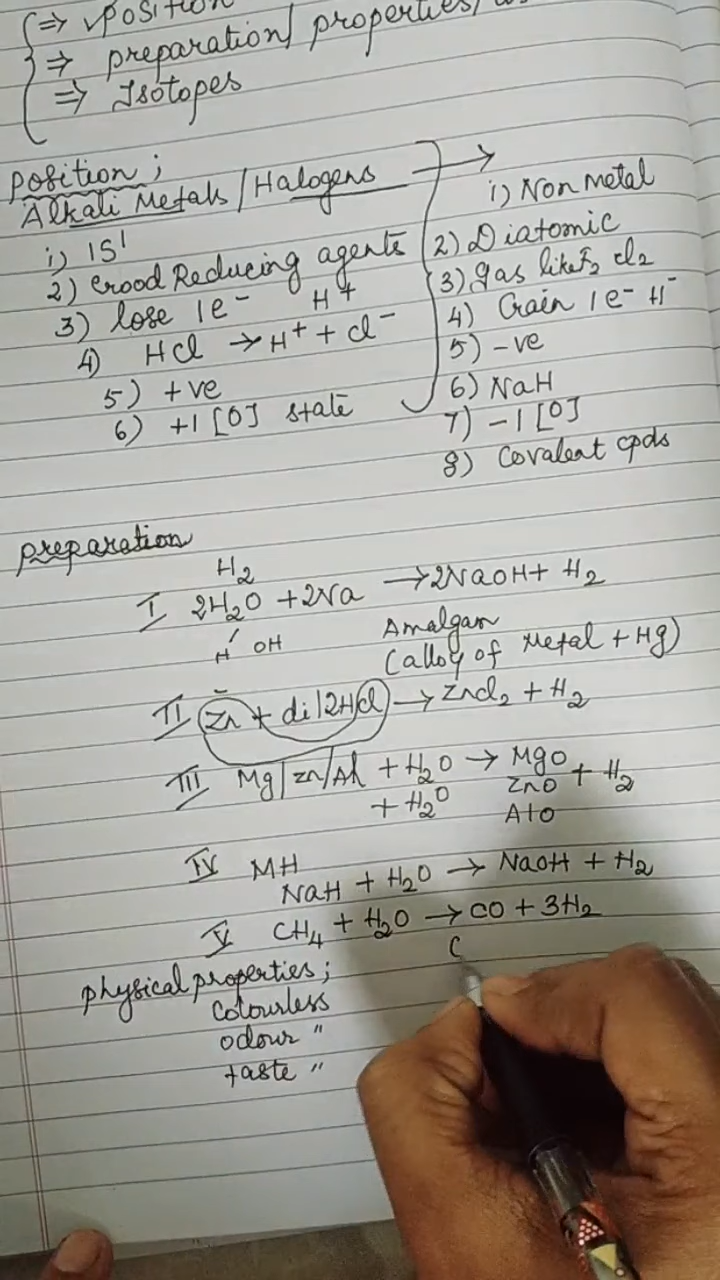 ⇒ position
⇒ preparation/ properties/
⇒ Isotopes
position ;
Alkali Metals / Halogens →
i) 1S¹
2) Good Reducing agents
3) lose 1e⁻ H⁺
4) HCl → H⁺ + Cl⁻
5) +ve
6) +1 [O] state
i) Non metal
2) Diatomic
3) gas like F₂ Cl₂
4) Gain 1e⁻ H⁻
5) -ve
6) NaH
7) -1 [O]
8) Covalent cpds
preparation
H₂
I 2H₂O + 2Na → 2NaOH + H₂
H OH
Amalgam
(alloy of Metal + Hg)
II Zn + dil 2HCl → ZnCl₂ + H₂
III Mg/Zn/Al + H₂O → MgO
+ H₂O ZnO + H₂
AlO
IV MH
NaH + H₂O → NaOH + H₂
V CH₄ + H₂O → CO + 3H₂
C
physical properties ;
Colourless
odour "
taste "